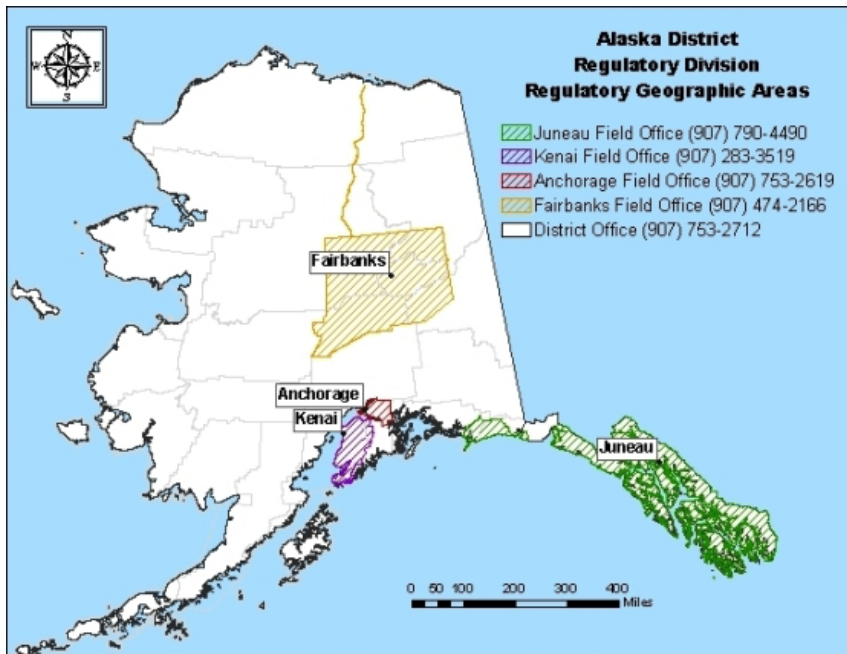 N
W
E
S
Alaska District
Regulatory Division
Regulatory Geographic Areas
Juneau Field Office (907) 790-4490
Kenai Field Office (907) 283-3519
Anchorage Field Office (907) 753-2619
Fairbanks Field Office (907) 474-2166
District Office (907) 753-2712
Fairbanks
Anchorage
Kenai
Juneau
0 50 100 200 300 400
Miles